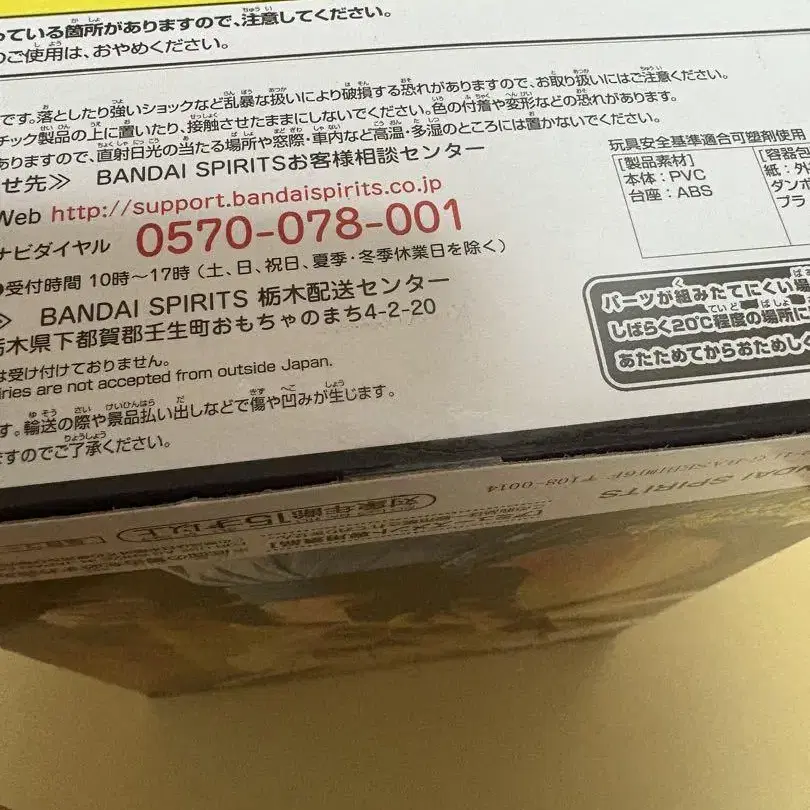 っている箇所がありますので、注意してください。
のご使用は、おやめください。
です。落としたり強いショックなど乱暴な扱いにより破損する恐れがありますので、お取り扱いにはご注意ください。
チック製品の上に置いたり、接触させたままにしないでください。色の付着や変形などの恐れがあります。
ありますので、直射日光の当たる場所や窓際・車内など高温・多湿のところには置かないでください。
せ先≫ BANDAI SPIRITSお客様相談センター
Web http://support.bandaispirits.co.jp
ナビダイヤル 0570-078-001
●受付時間 10時～17時（土、日、祝日、夏季・冬季休業日を除く）
BANDAI SPIRITS 栃木配送センター
栃木県下都賀郡壬生町おもちゃのまち4-2-20
は受け付けておりません。
ries are not accepted from outside Japan.
す。輸送の際や景品払い出しなどで傷や凹みが生じます。
ますのでご了承ください。
玩具安全基準適合可塑剤使用
[製品素材]
本体：PVC
台座：ABS
[容器包
紙：外
ダンボ
プラ
パーツが組みたてにくい場
しばらく20℃程度の場所に
あたためてからおためしく
NDAI SPIRITS
T108-0014
対象年齢15才以上